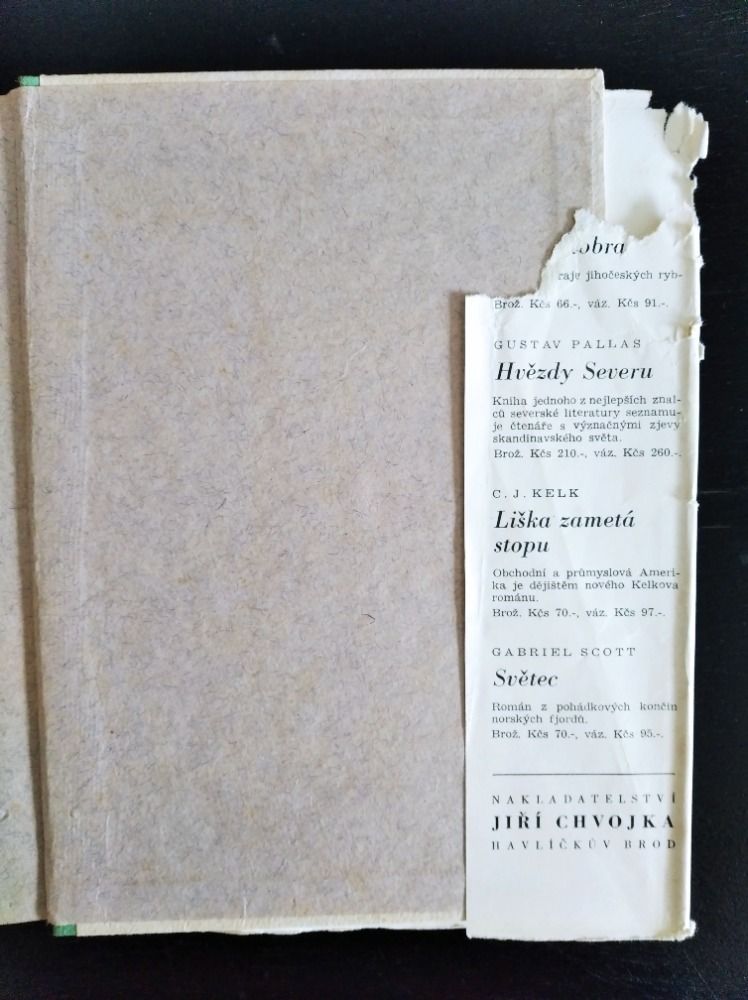 jihočeských ryb-
Brož. Kčs 66.-, váz. Kčs 91.-.
GUSTAV PALLAS
Hvězdy Severu
Kniha jednoho z nejlepších znal-
ců severské literatury seznamu-
je čtenáře s význačnými zjevy
skandinavského světa.
Brož. Kčs 210.-, váz. Kčs 260.-.
C. J. KELK
Liška zametá
stopu
Obchodní a průmyslová Ameri-
ka je dějištěm nového Kelkova
románu.
Brož. Kčs 70.-, váz. Kčs 97.-.
GABRIEL SCOTT
Světec
Román z pohádkových končin
norských fjordů.
Brož. Kčs 70.-, váz. Kčs 95.-.
NAKLADATELSTVÍ
JIŘÍ CHVOJKA
HAVLÍČKŮV BROD